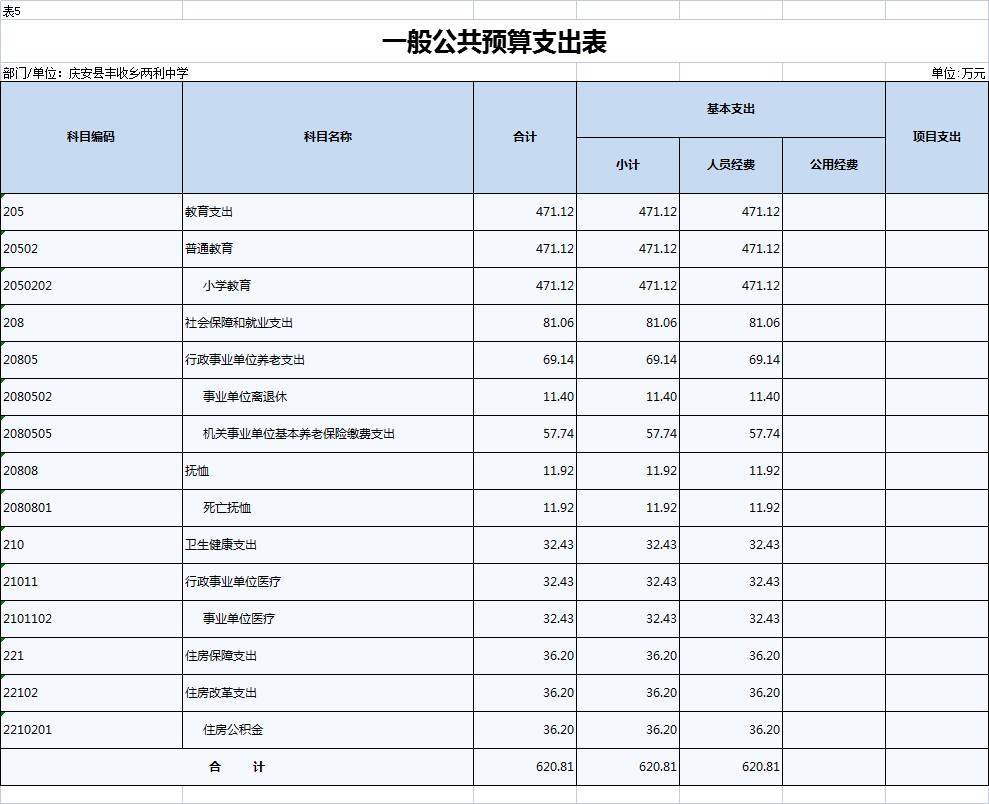 表5
一般公共预算支出表
部门/单位：庆安县丰收乡两利中学 单位:万元
科目编码 科目名称 合计 基本支出 项目支出
小计 人员经费 公用经费
205 教育支出 471.12 471.12 471.12
20502 普通教育 471.12 471.12 471.12
2050202 小学教育 471.12 471.12 471.12
208 社会保障和就业支出 81.06 81.06 81.06
20805 行政事业单位养老支出 69.14 69.14 69.14
2080502 事业单位离退休 11.40 11.40 11.40
2080505 机关事业单位基本养老保险缴费支出 57.74 57.74 57.74
20808 抚恤 11.92 11.92 11.92
2080801 死亡抚恤 11.92 11.92 11.92
210 卫生健康支出 32.43 32.43 32.43
21011 行政事业单位医疗 32.43 32.43 32.43
2101102 事业单位医疗 32.43 32.43 32.43
221 住房保障支出 36.20 36.20 36.20
22102 住房改革支出 36.20 36.20 36.20
2210201 住房公积金 36.20 36.20 36.20
合 计 620.81 620.81 620.81